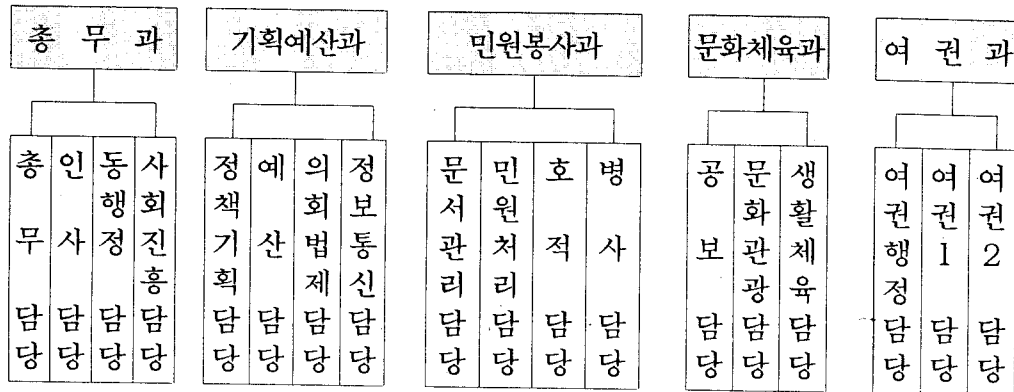 총무과
총무담당
인사담당
동행정담당
사회진흥담당
기획예산과
정책기획담당
예산담당
의회법제담당
정보통신담당
민원봉사과
문서관리담당
민원처리담당
호적담당
병사담당
문화체육과
공보담당
문화관광담당
생활체육담당
여권과
여권행정담당
여권1담당
여권2담당